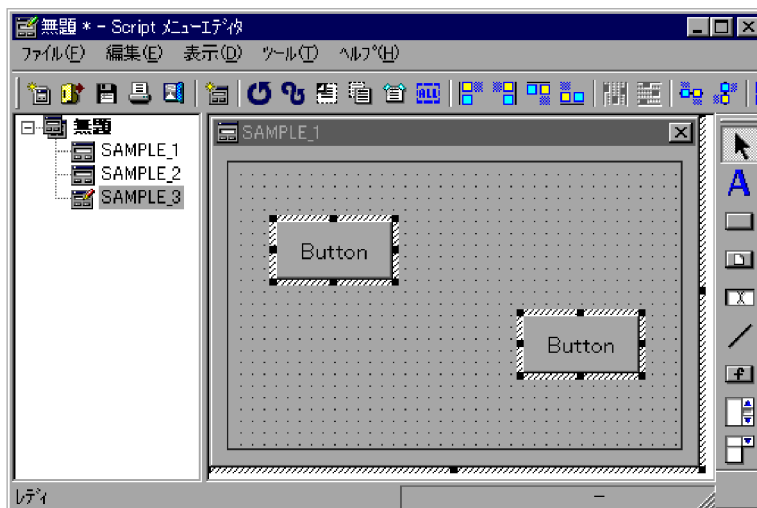 無題 * - Script ﾒﾆｭｰｴﾃﾞｨﾀ
ﾌｧｲﾙ(F) 編集(E) 表示(D) ﾂｰﾙ(T) ﾍﾙﾌﾟ(H)
ALL
無題
SAMPLE_1
SAMPLE_2
SAMPLE_3
SAMPLE_1
Button
Button
A
f
ﾚﾃﾞｨ